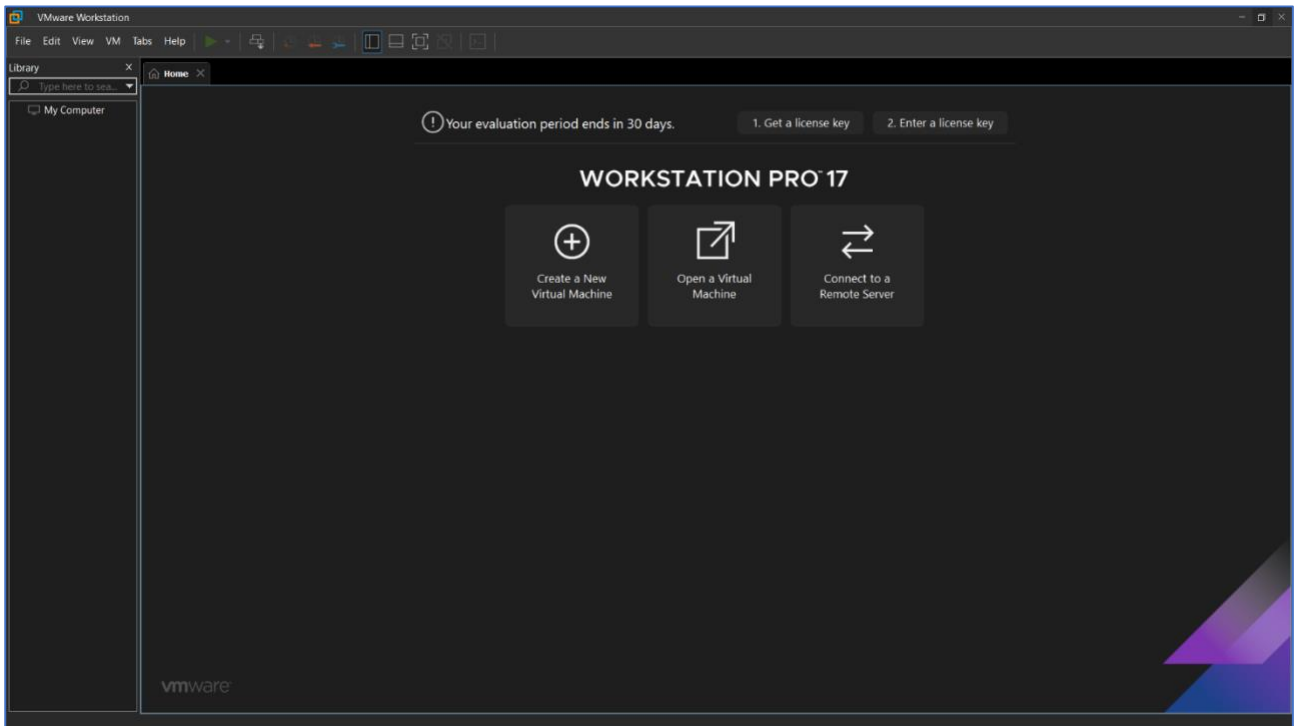 VMware Workstation
File Edit View VM Tabs Help
Library
Type here to sea...
My Computer
Home
Your evaluation period ends in 30 days.
1. Get a license key
2. Enter a license key
WORKSTATION PRO™ 17
Create a New
Virtual Machine
Open a Virtual
Machine
Connect to a
Remote Server
vmware